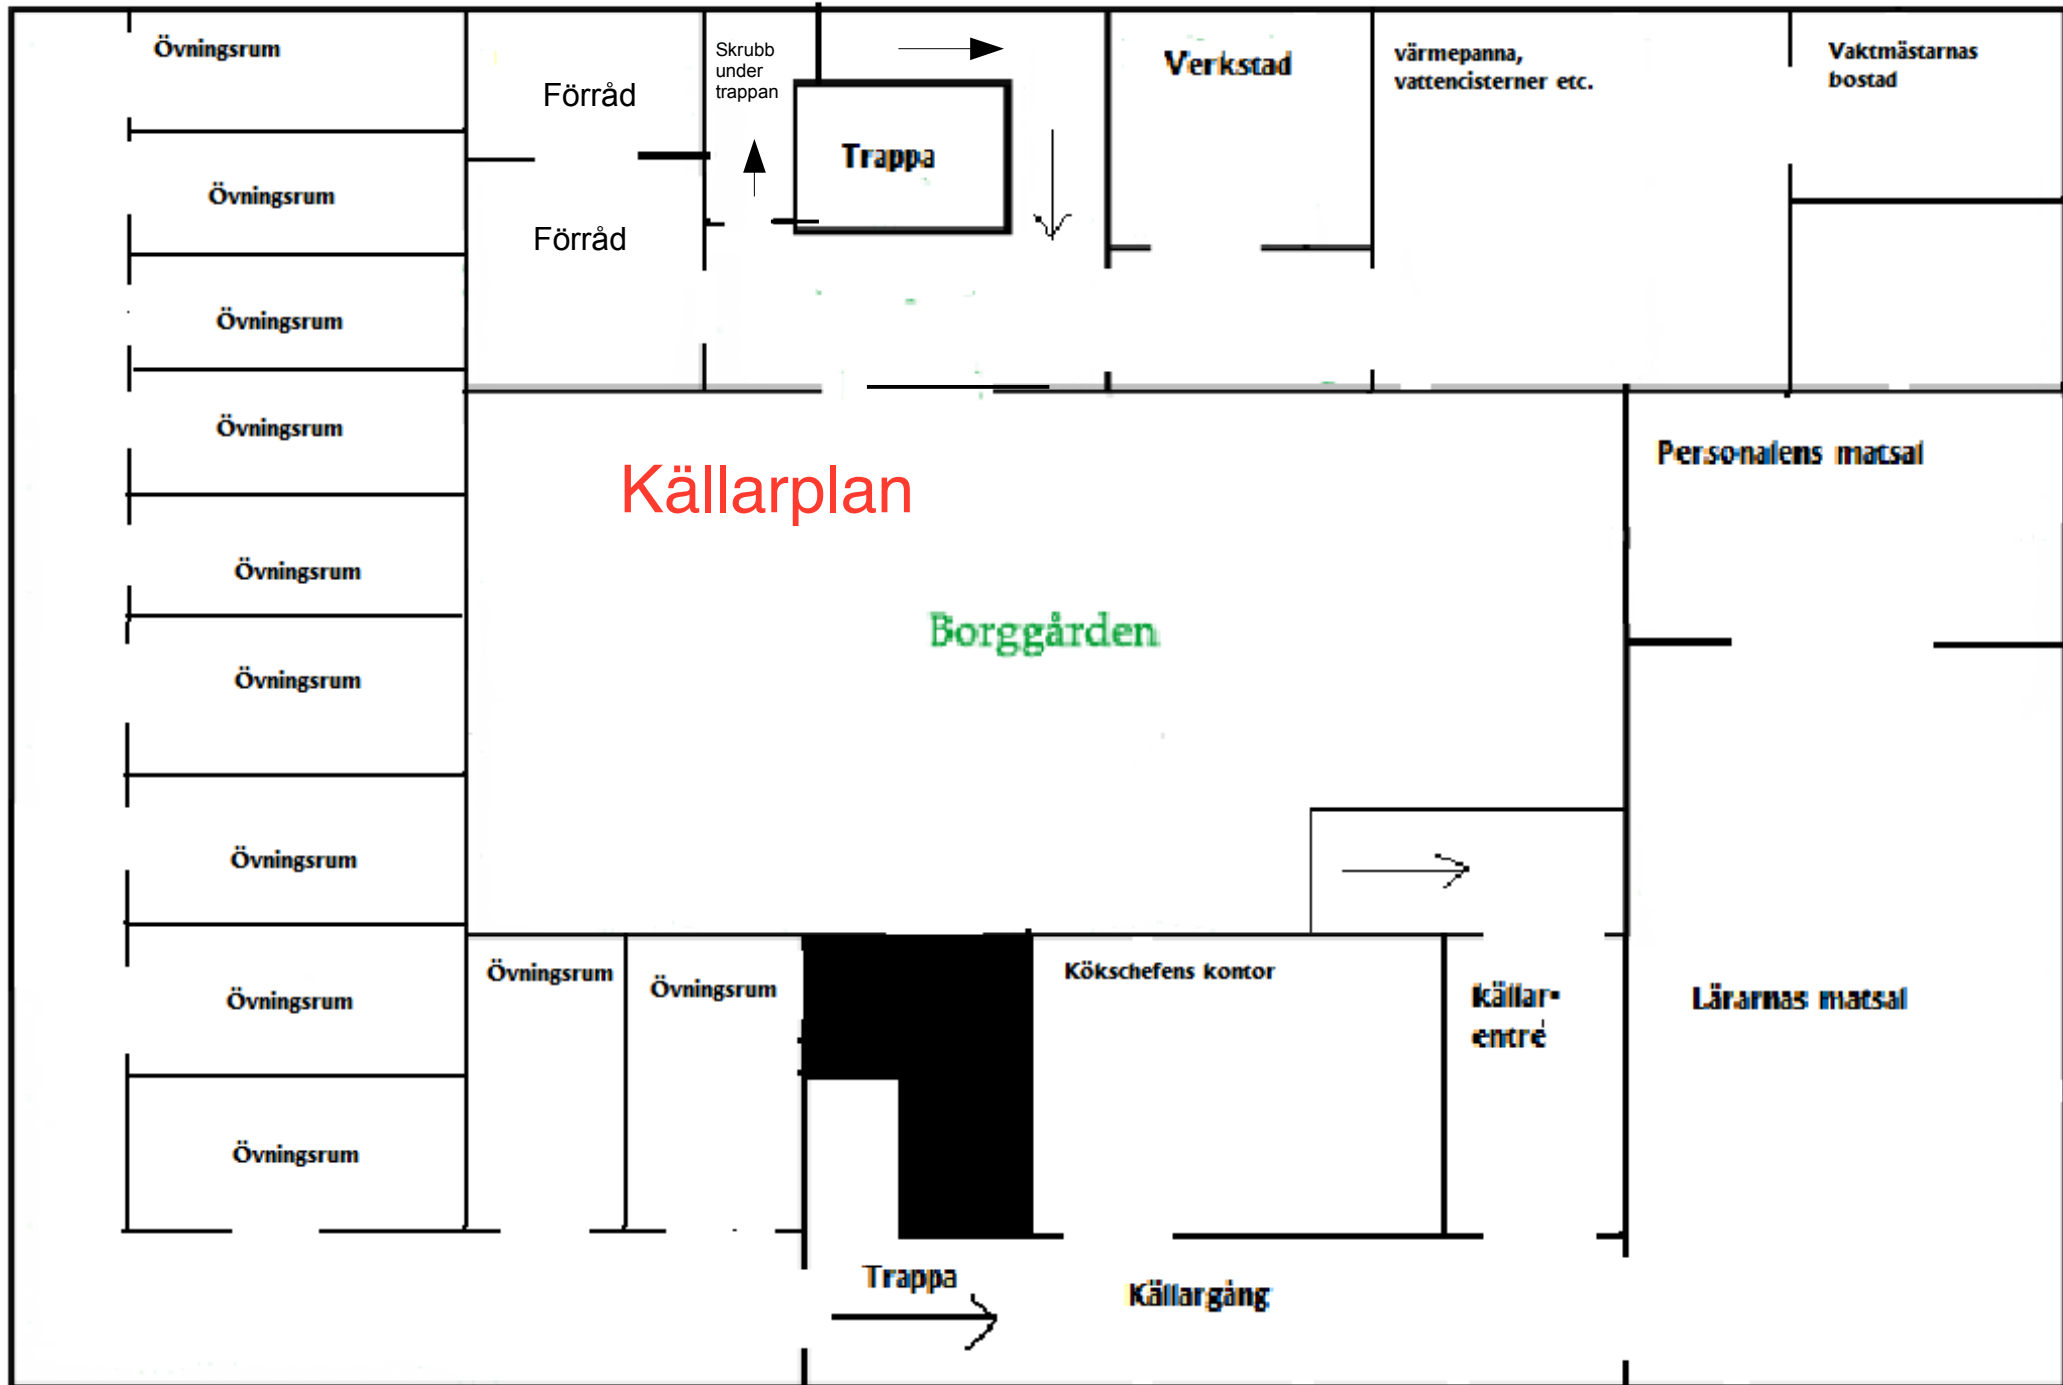 Övningsrum
Förråd
Skrubb
under
trappan
Trappa
Verkstad
värmepanna,
vattencisterner etc.
Vaktmästarnas
bostad
Övningsrum
Förråd
Övningsrum
Övningsrum
Källarplan
Personalens matsal
Övningsrum
Borggården
Övningsrum
Övningsrum
Övningsrum
Övningsrum
Övningsrum
Kökschefens kontor
källar-
entré
Lärarnas matsal
Övningsrum
Trappa
Källargång